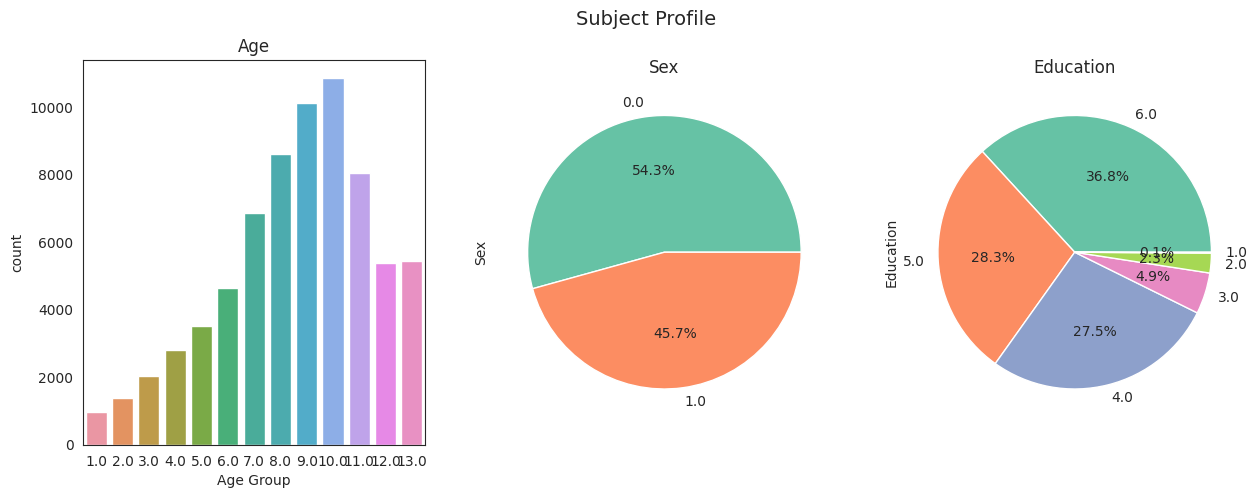 Subject Profile
Age
10000
8000
6000
4000
2000
0
count
1.0 2.0 3.0 4.0 5.0 6.0 7.0 8.0 9.0 10.0 11.0 12.0 13.0
Age Group
Sex
0.0
54.3%
Sex
45.7%
1.0
Education
6.0
36.8%
Education
5.0
28.3%
0.1%
1.0
2.3%
2.0
4.9%
3.0
27.5%
4.0